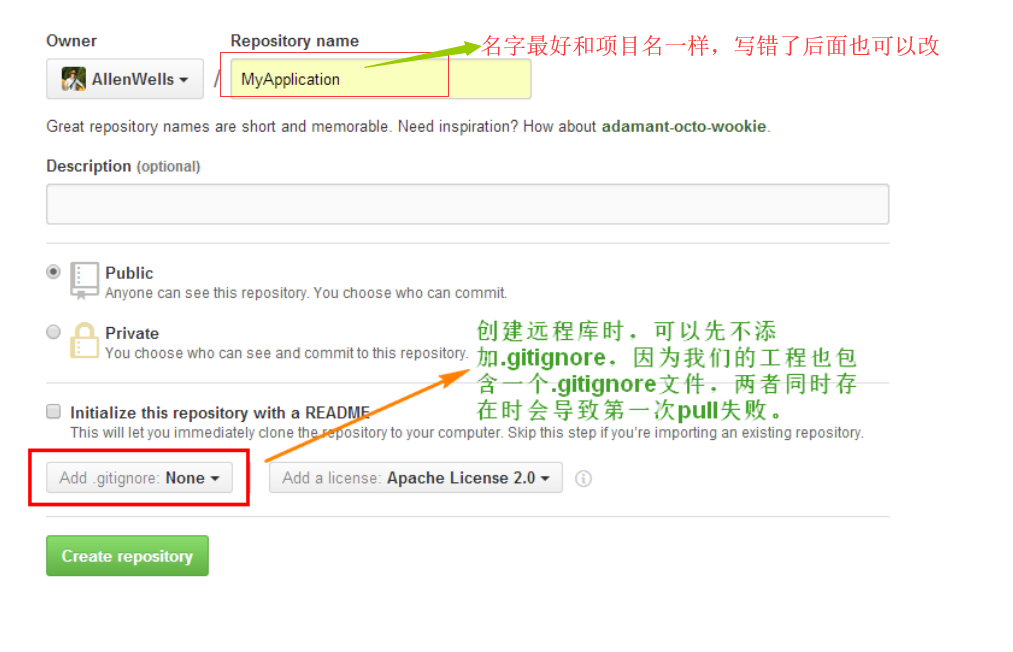 Owner
Repository name
名字最好和项目名一样，写错了后面也可以改
AllenWells
/
MyApplication
Great repository names are short and memorable. Need inspiration? How about adamant-octo-wookie.
Description (optional)
Public
Anyone can see this repository. You choose who can commit.
Private
You choose who can see and commit to this repository.
创建远程库时，可以先不添
加.gitignore，因为我们的工程也包
含一个.gitignore文件，两者同时存
在时会导致第一次pull失败。
Initialize this repository with a README
This will let you immediately clone the repository to your computer. Skip this step if you’re importing an existing repository.
Add .gitignore: None
Add a license: Apache License 2.0
Create repository